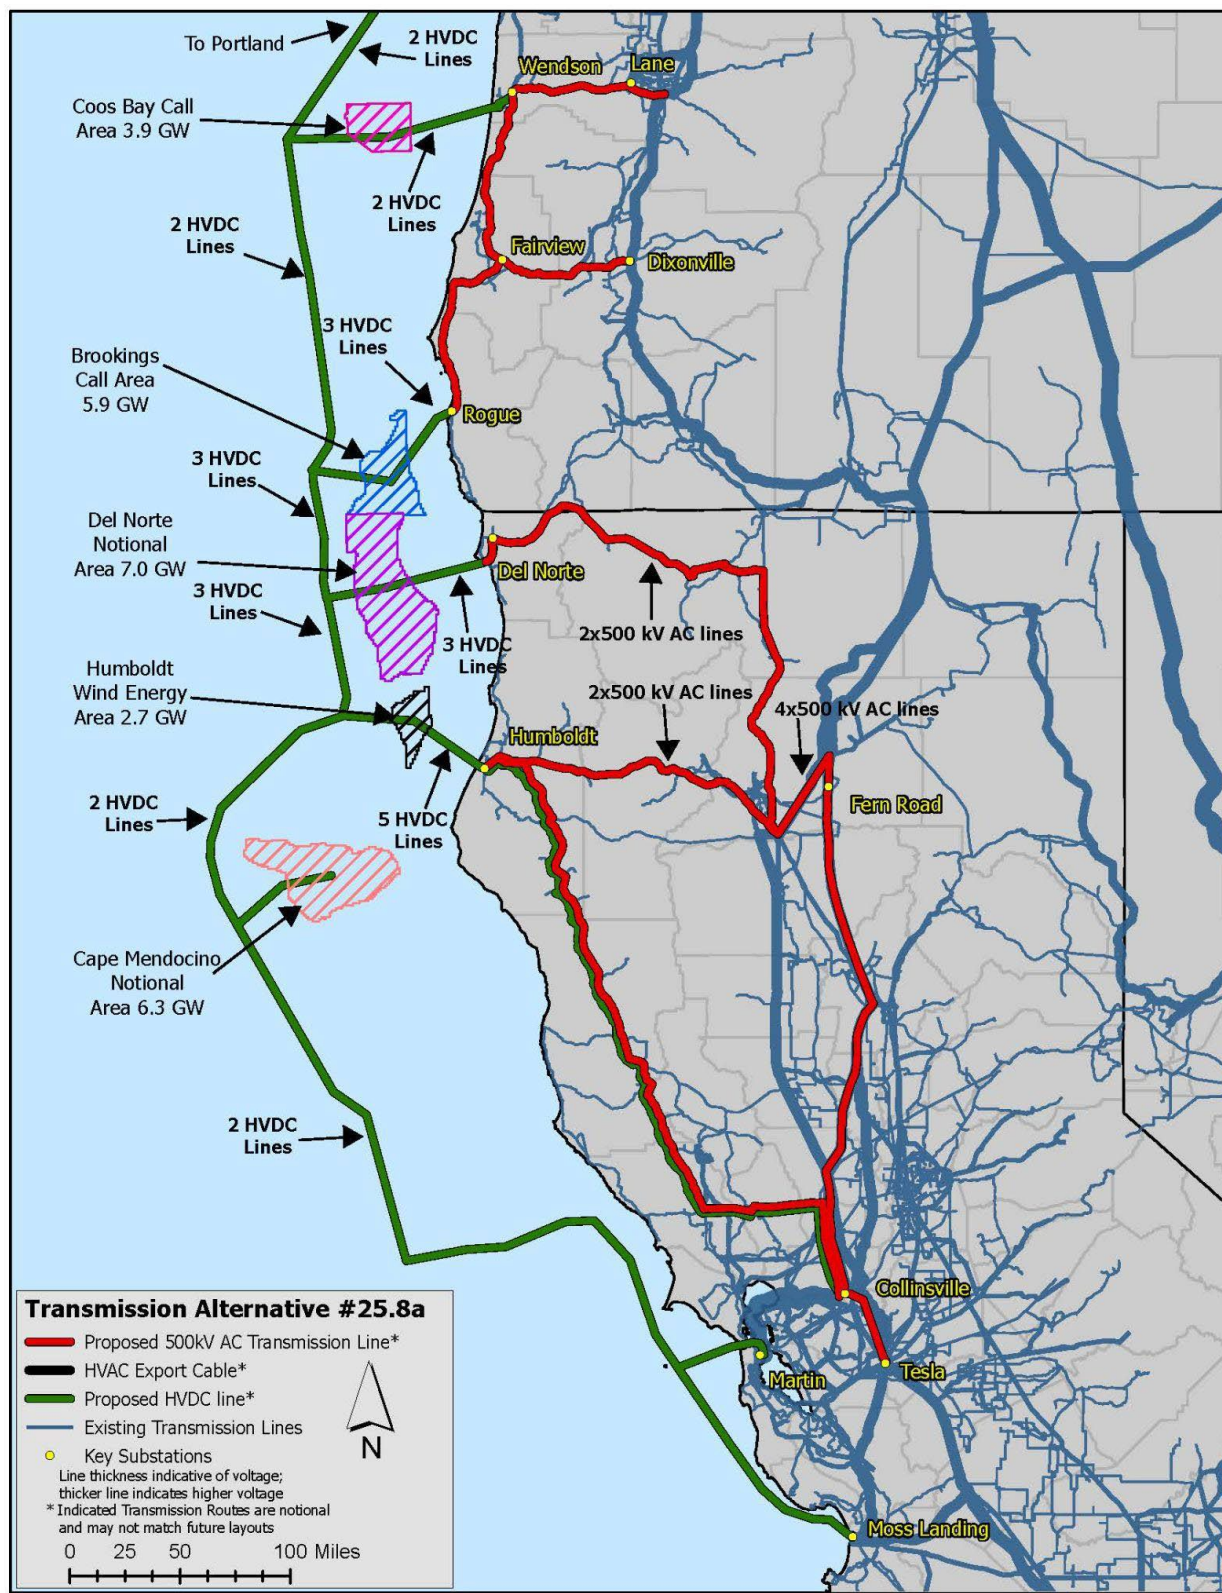 To Portland
2 HVDC
Lines
Wendson
Lane
Coos Bay Call
Area 3.9 GW
2 HVDC
Lines
2 HVDC
Lines
Fairview
Dixonville
3 HVDC
Lines
Brookings
Call Area
5.9 GW
Rogue
3 HVDC
Lines
Del Norte
Notional
Area 7.0 GW
Del Norte
3 HVDC
Lines
3 HVDC
Lines
2x500 kV AC lines
Humboldt
Wind Energy
Area 2.7 GW
2x500 kV AC lines
4x500 kV AC lines
Humboldt
Fern Road
2 HVDC
Lines
5 HVDC
Lines
Cape Mendocino
Notional
Area 6.3 GW
2 HVDC
Lines
Collinsville
Martin
Tesla
Moss Landing
Transmission Alternative #25.8a
Proposed 500kV AC Transmission Line*
HVAC Export Cable*
Proposed HVDC line*
Existing Transmission Lines
Key Substations
Line thickness indicative of voltage;
thicker line indicates higher voltage
* Indicated Transmission Routes are notional
and may not match future layouts
N
0 25 50 100 Miles